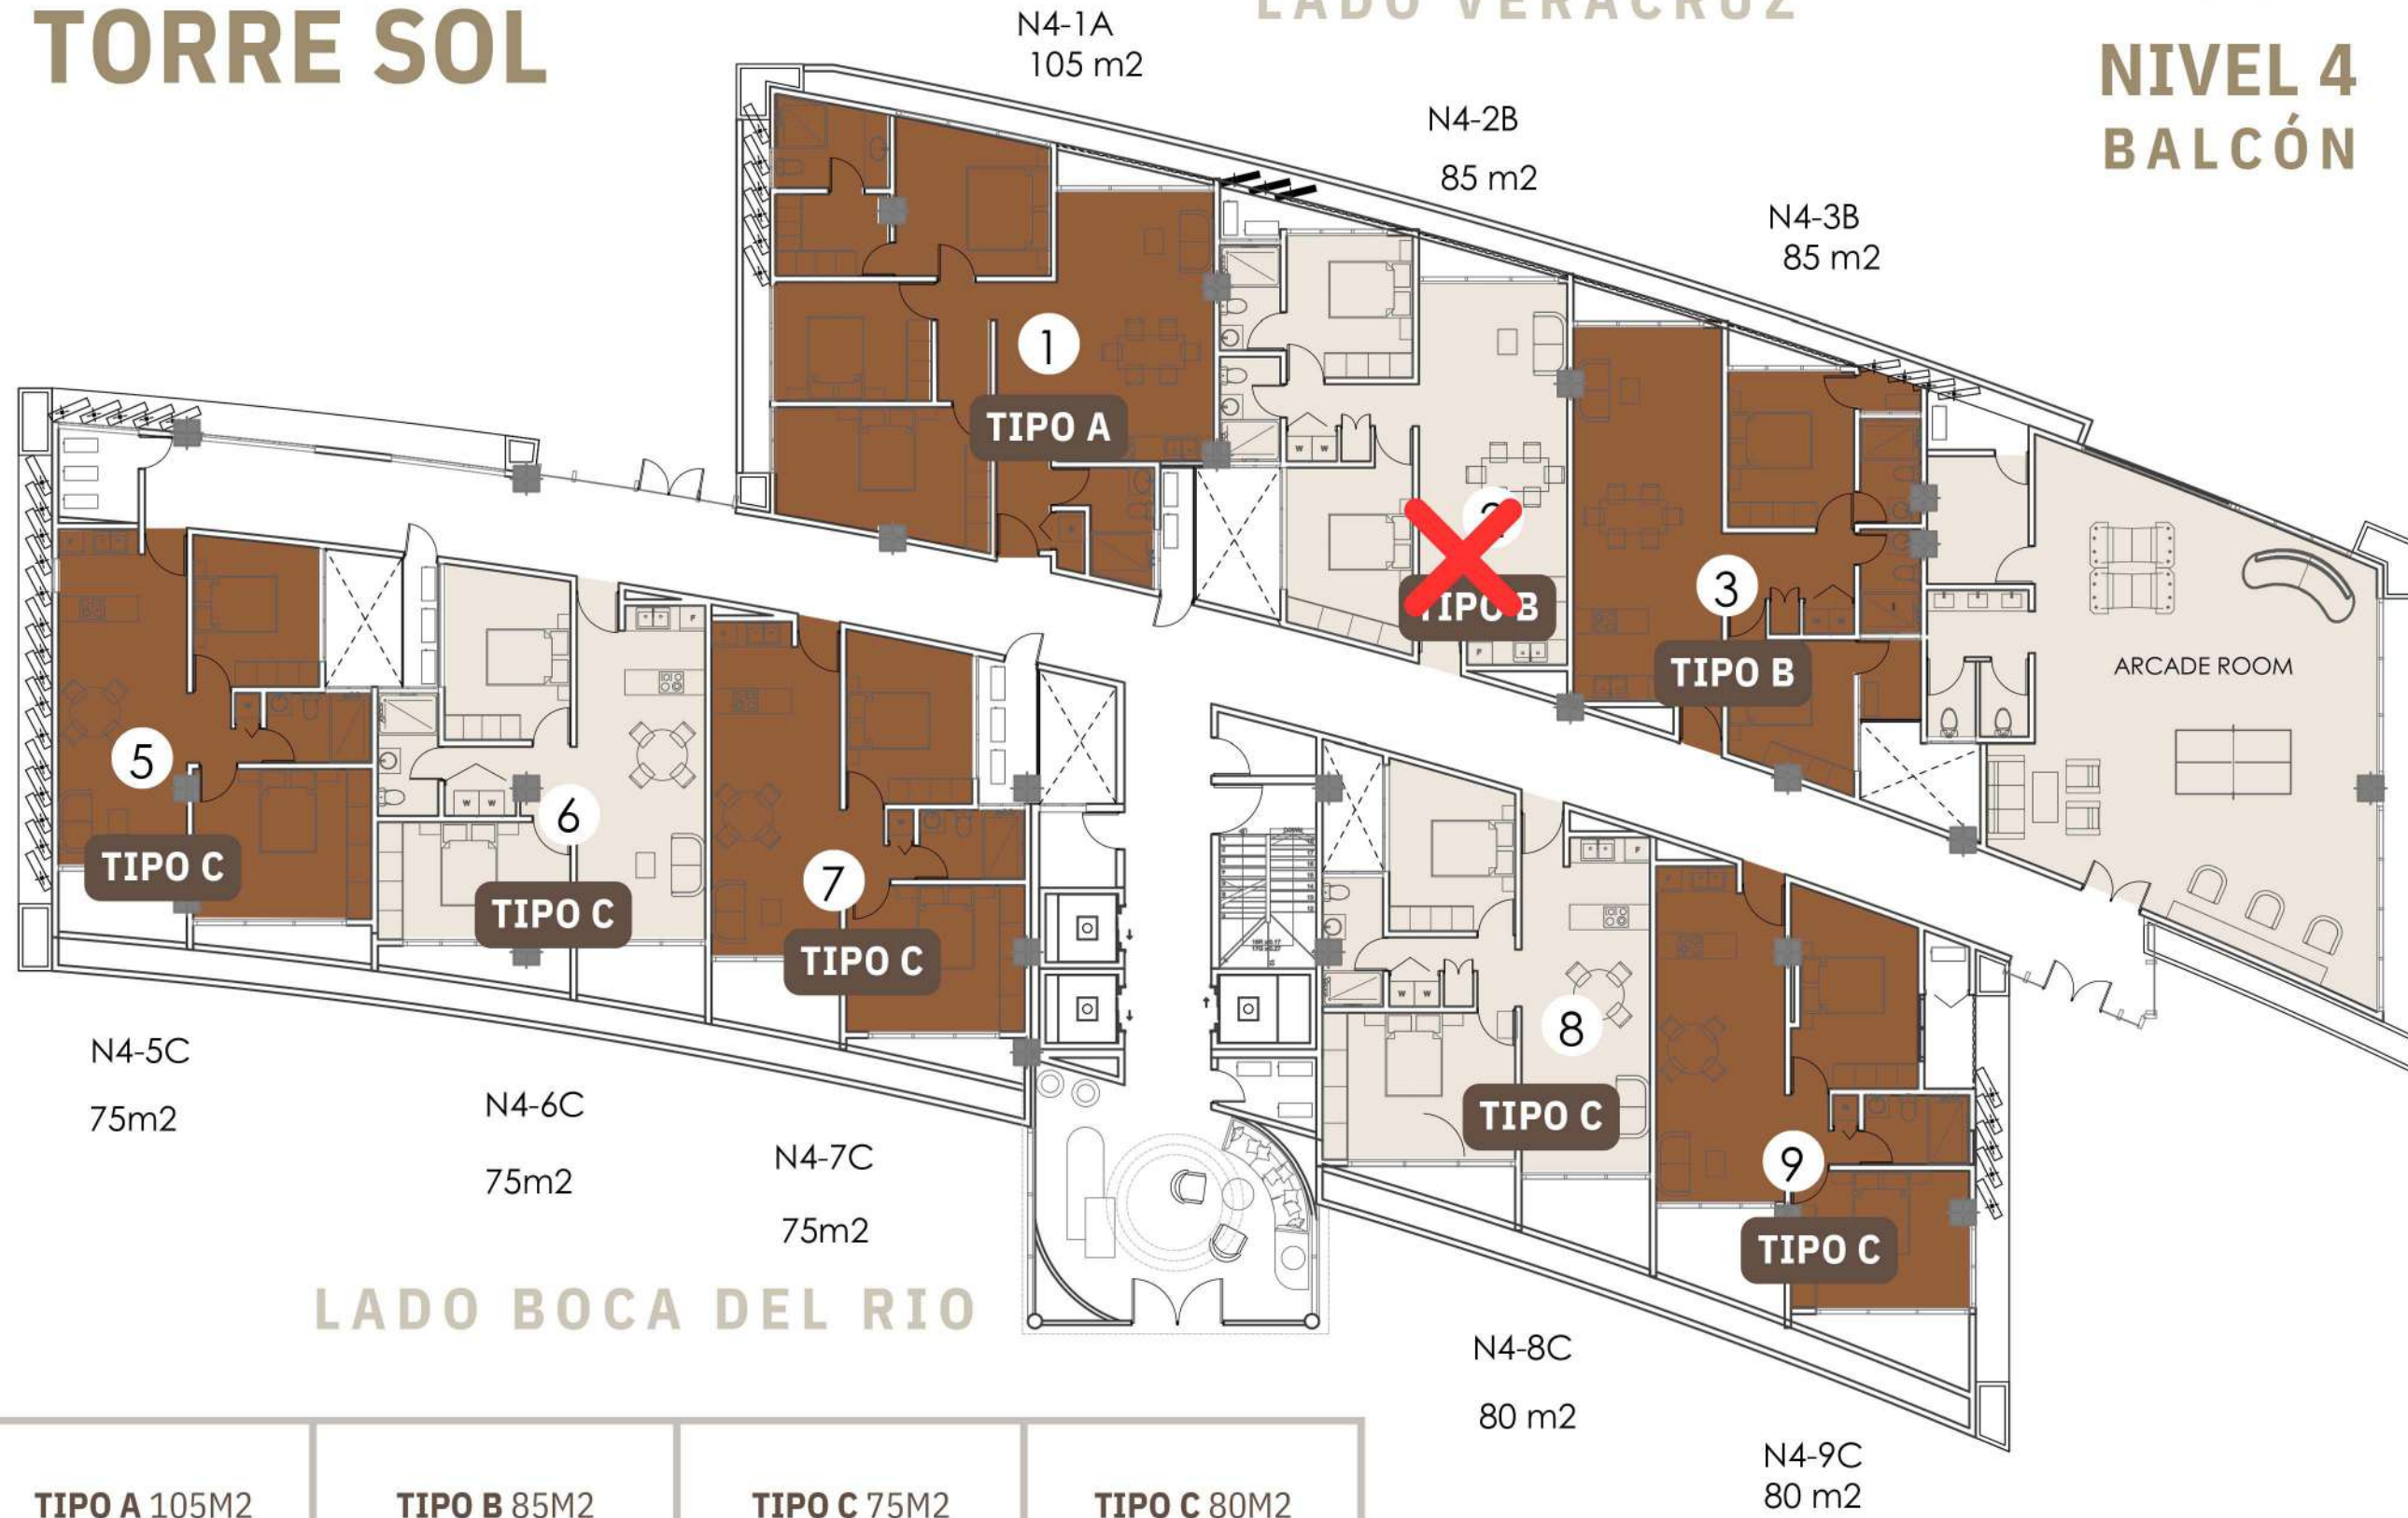 TORRE SOL
LADO VERACRUZ
NIVEL 4
BALCÓN
N4-1A
105 m2
N4-2B
85 m2
N4-3B
85 m2
1
TIPO A
TIPO B
3
TIPO B
ARCADE ROOM
5
TIPO C
6
TIPO C
7
TIPO C
8
TIPO C
9
TIPO C
N4-5C
75m2
N4-6C
75m2
N4-7C
75m2
LADO BOCA DEL RIO
N4-8C
80 m2
N4-9C
80 m2
TIPO A 105M2
TIPO B 85M2
TIPO C 75M2
TIPO C 80M2